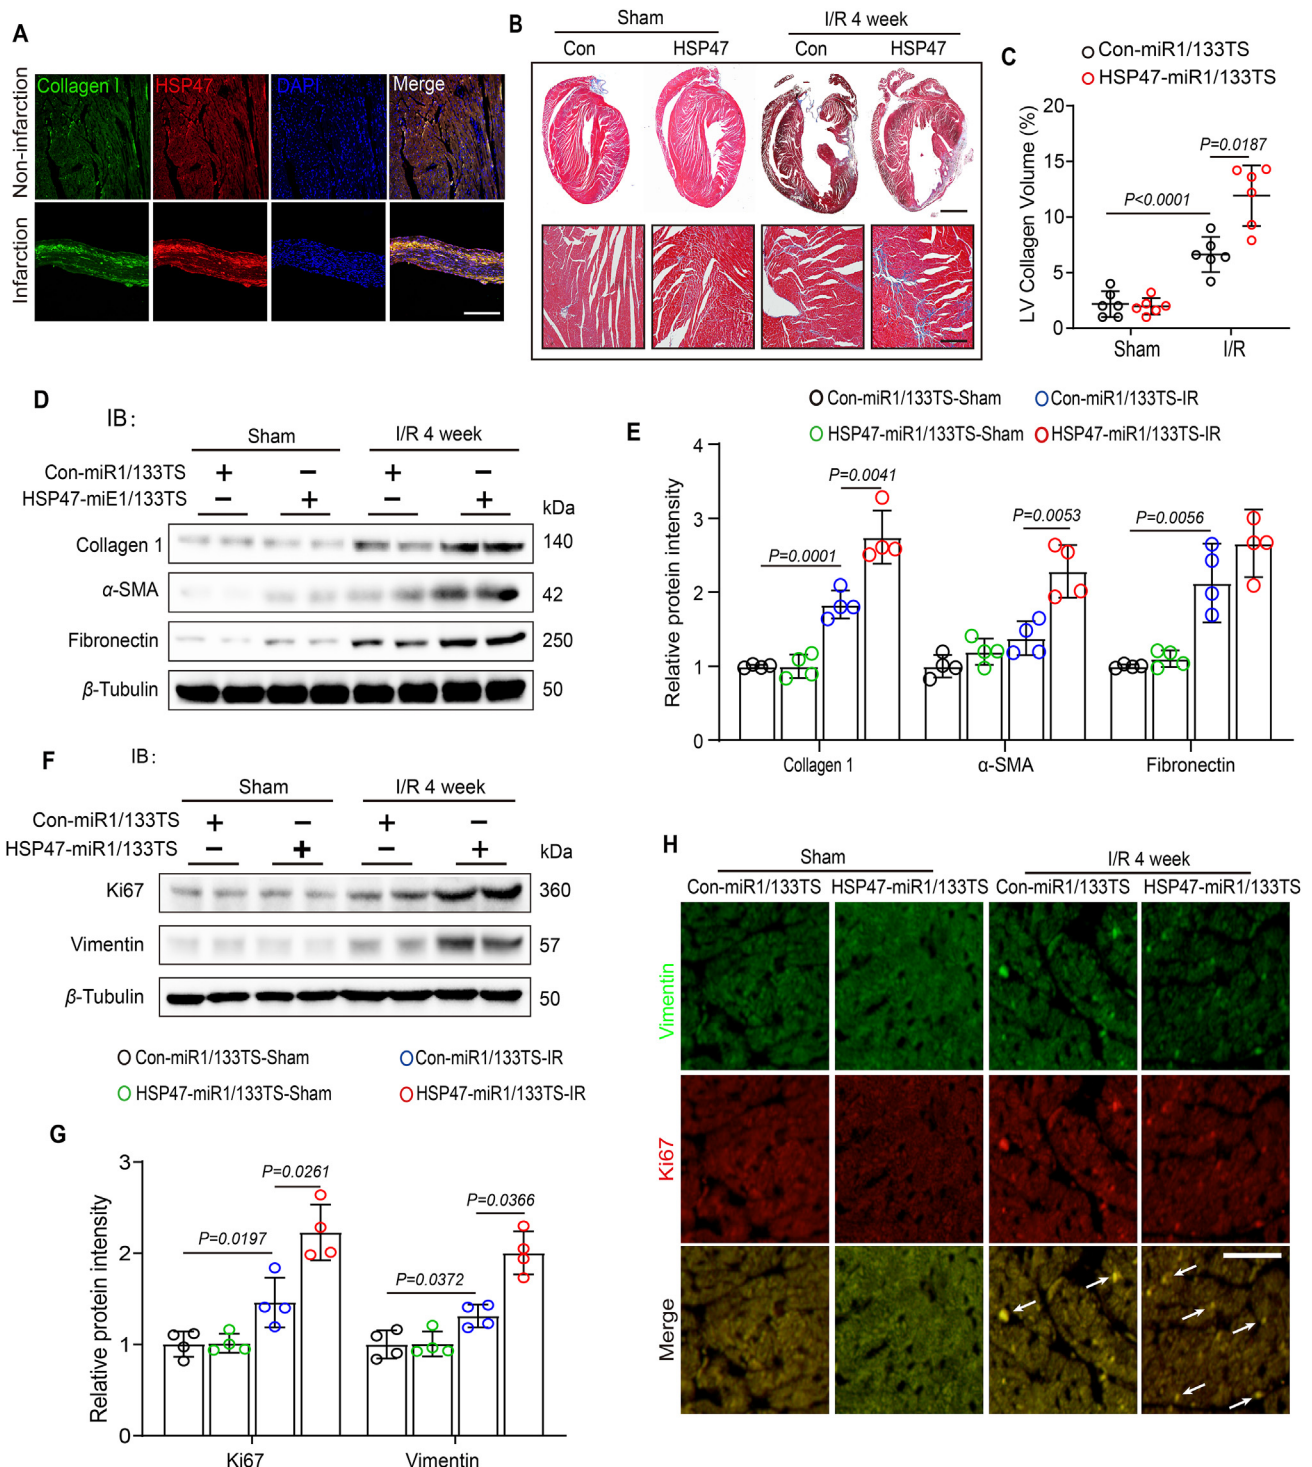 A
Collagen I HSP47 DAPI Merge
Non-infarction
Infarction
B
Sham I/R 4 week
Con HSP47 Con HSP47
C
Con-miR1/133TS
HSP47-miR1/133TS
LV Collagen Volume (%)
20
15
10
5
0
P<0.0001
P=0.0187
Sham I/R
D
IB:
Sham I/R 4 week
Con-miR1/133TS + − + −
HSP47-miE1/133TS − + − +
kDa
Collagen 1 140
α-SMA 42
Fibronectin 250
β-Tubulin 50
E
Con-miR1/133TS-Sham Con-miR1/133TS-IR
HSP47-miR1/133TS-Sham HSP47-miR1/133TS-IR
Relative protein intensity
4
3
2
1
0
P=0.0001
P=0.0041
P=0.0053
P=0.0056
Collagen 1 α-SMA Fibronectin
F
IB:
Sham I/R 4 week
Con-miR1/133TS + − + −
HSP47-miR1/133TS − + − +
kDa
Ki67 360
Vimentin 57
β-Tubulin 50
Con-miR1/133TS-Sham Con-miR1/133TS-IR
HSP47-miR1/133TS-Sham HSP47-miR1/133TS-IR
G
Relative protein intensity
3
2
1
0
P=0.0197
P=0.0261
P=0.0372
P=0.0366
Ki67 Vimentin
H
Sham I/R 4 week
Con-miR1/133TS HSP47-miR1/133TS Con-miR1/133TS HSP47-miR1/133TS
Vimentin
Ki67
Merge